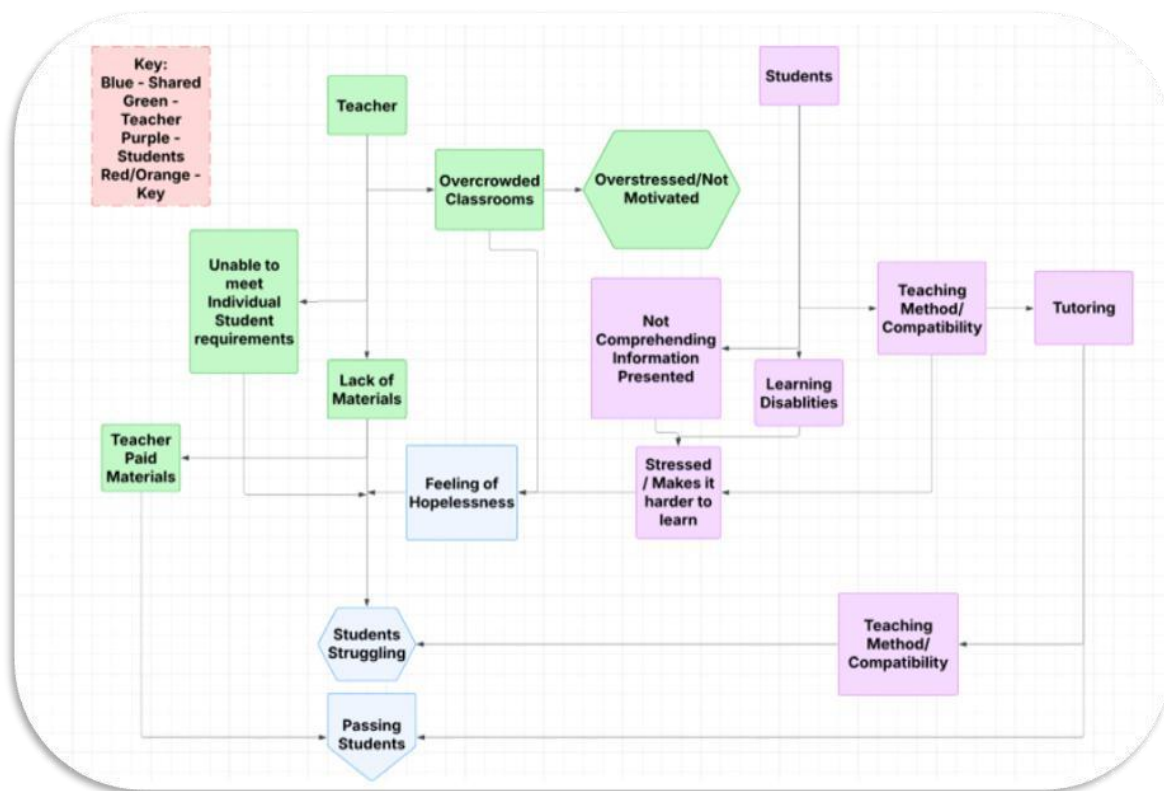 Key:
Blue - Shared
Green -
Teacher
Purple -
Students
Red/Orange -
Key
Teacher
Students
Overcrowded
Classrooms
Overstressed/Not
Motivated
Unable to
meet
Individual
Student
requirements
Not
Comprehending
Information
Presented
Teaching
Method/
Compatibility
Tutoring
Lack of
Materials
Learning
Disablities
Teacher
Paid
Materials
Feeling of
Hopelessness
Stressed
/ Makes it
harder to
learn
Students
Struggling
Teaching
Method/
Compatibility
Passing
Students